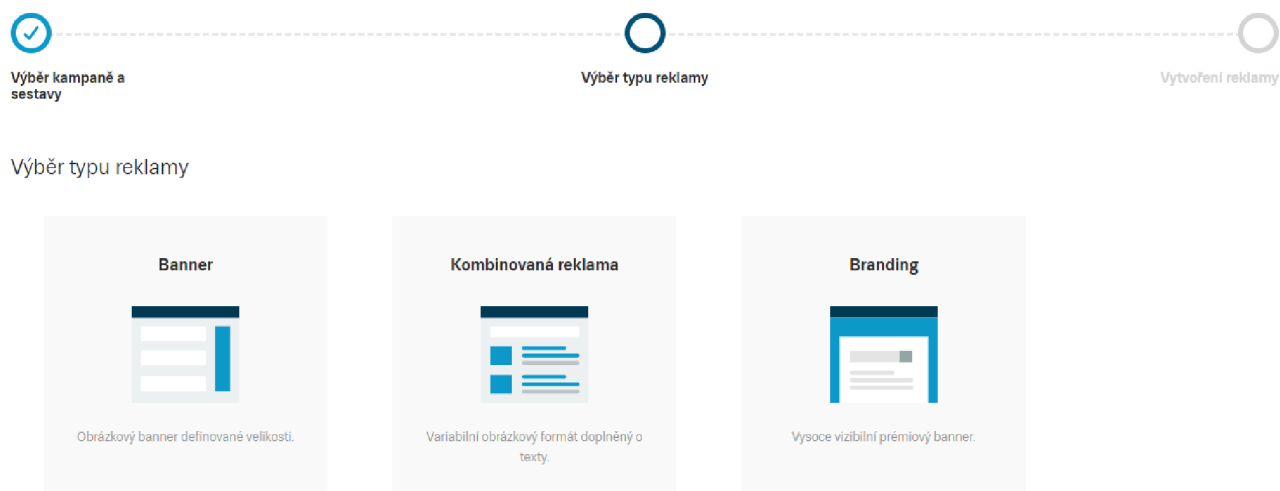 Výběr kampaně a
sestavy
Výběr typu reklamy
Vytvoření reklamy
Výběr typu reklamy
Banner
Obrázkový banner definované velikosti.
Kombinovaná reklama
Variabilní obrázkový formát doplněný o
texty.
Branding
Vysoce vizibilní prémiový banner.